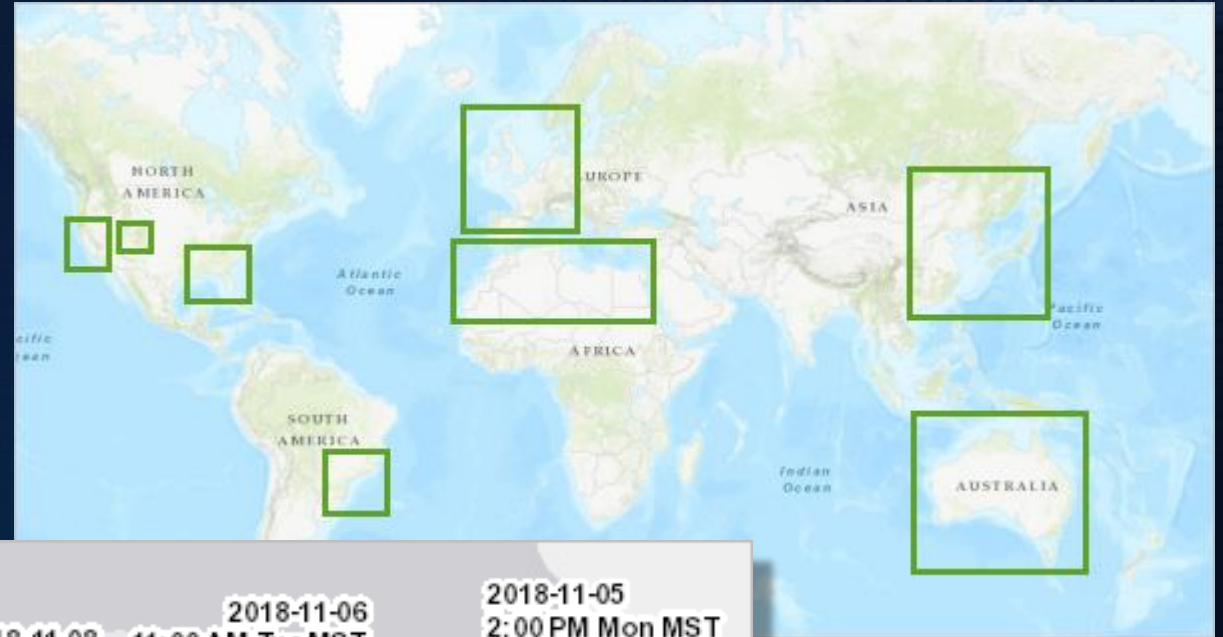 NORTH
AMERICA
UROPE
ASIA
Atlantic
Ocean
acific
Ocean
cific
ean
AFRICA
SOUTH
AMERICA
Indian
Ocean
AUSTRALIA
2018-11-05
2:00 PM Mon MST
2018-11-06